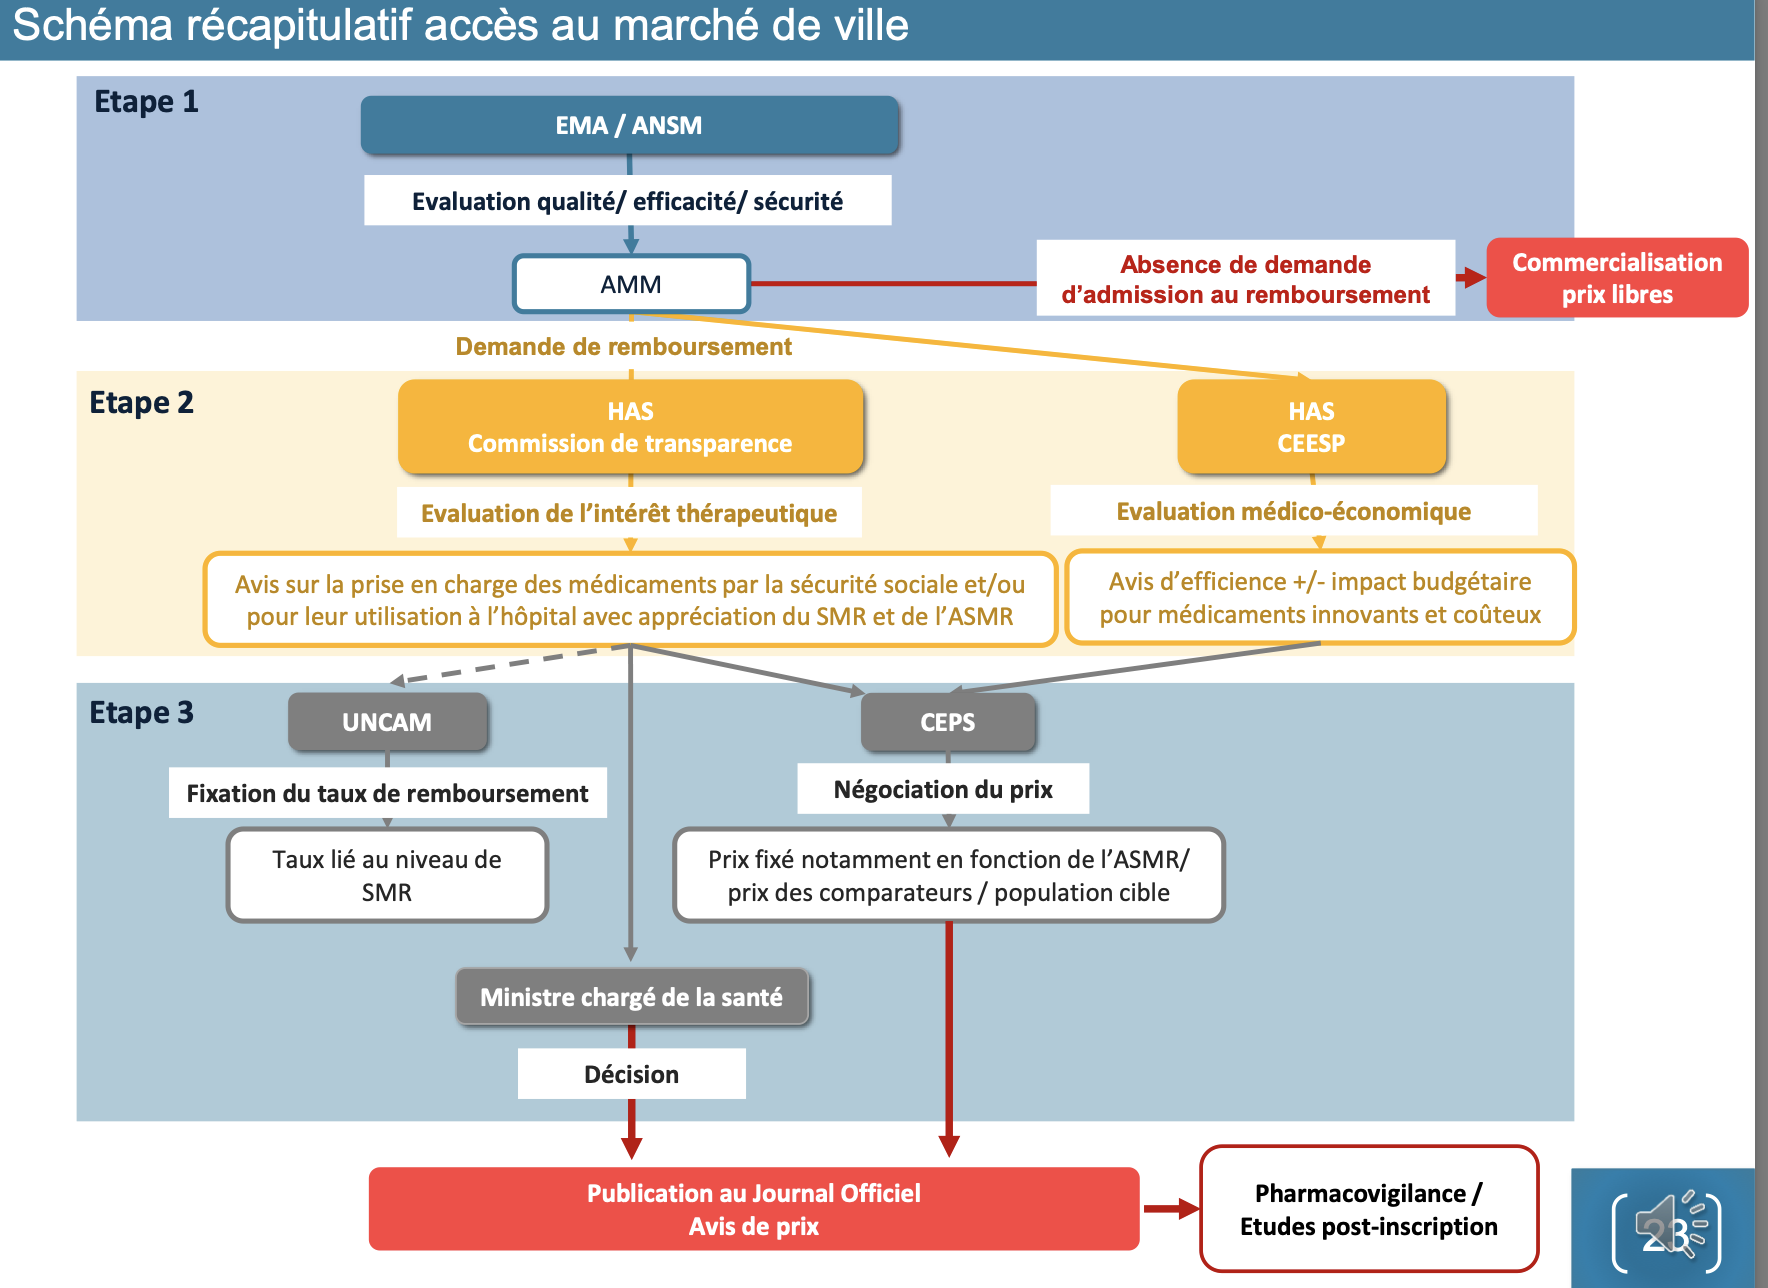 Schéma récapitulatif accès au marché de ville
Etape 1
EMA / ANSM
Evaluation qualité/ efficacité/ sécurité
AMM
Absence de demande
d’admission au remboursement
Commercialisation
prix libres
Demande de remboursement
Etape 2
HAS
Commission de transparence
HAS
CEESP
Evaluation de l’intérêt thérapeutique
Evaluation médico-économique
Avis sur la prise en charge des médicaments par la sécurité sociale et/ou
pour leur utilisation à l’hôpital avec appréciation du SMR et de l’ASMR
Avis d’efficience +/- impact budgétaire
pour médicaments innovants et coûteux
Etape 3
UNCAM
CEPS
Fixation du taux de remboursement
Négociation du prix
Taux lié au niveau de
SMR
Prix fixé notamment en fonction de l’ASMR/
prix des comparateurs / population cible
Ministre chargé de la santé
Décision
Publication au Journal Officiel
Avis de prix
Pharmacovigilance /
Etudes post-inscription
23